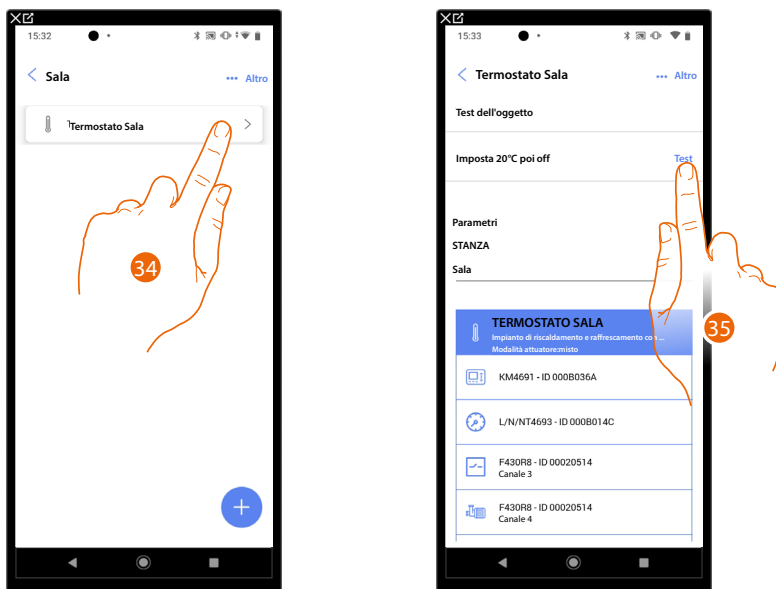 15:32
Sala
Altro
Termostato Sala
34
15:33
Termostato Sala
Altro
Test dell'oggetto
Imposta 20°C poi off
Test
Parametri
STANZA
Sala
35
TERMOSTATO SALA
Impianto di riscaldamento e raffrescamento con ...
Modalità attuatore:misto
KM4691 - ID 000B036A
L/N/NT4693 - ID 000B014C
F430R8 - ID 00020514
Canale 3
F430R8 - ID 00020514
Canale 4